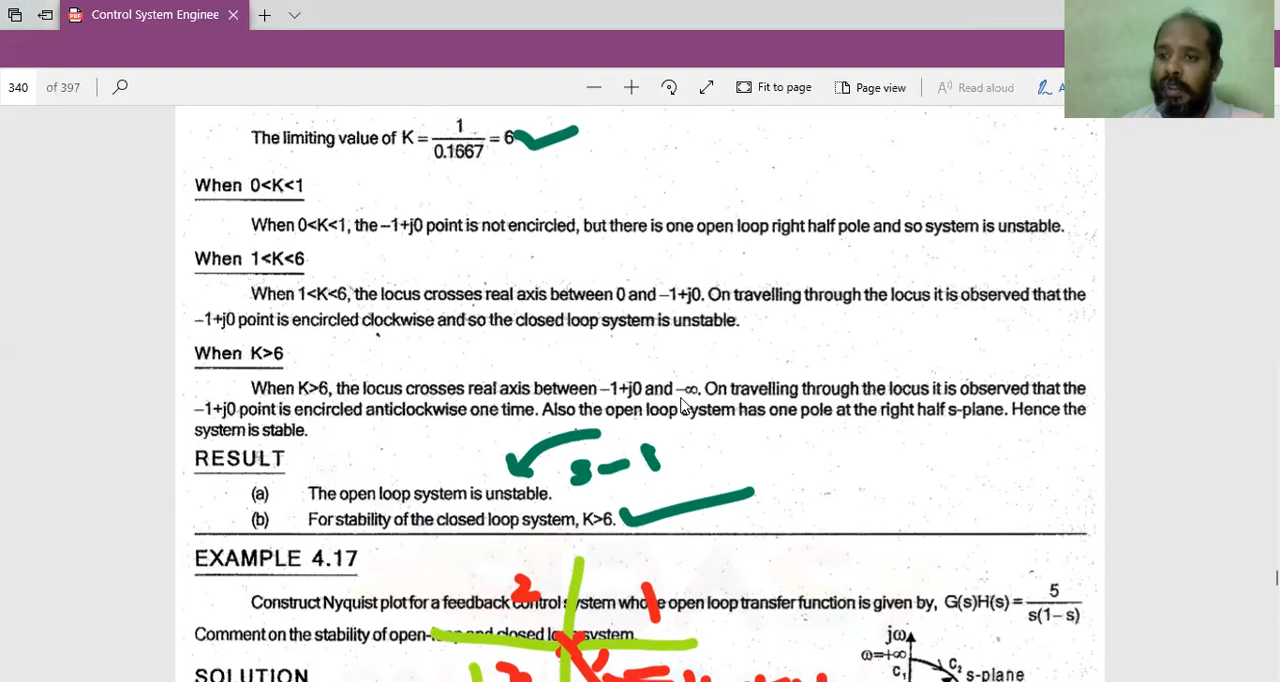 Control System Enginee
340 of 397
Fit to page
Page view
Read aloud
The limiting value of K = 1/0.1667 = 6
When 0<K<1
When 0<K<1, the −1+j0 point is not encircled, but there is one open loop right half pole and so system is unstable.
When 1<K<6
When 1<K<6, the locus crosses real axis between 0 and −1+j0. On travelling through the locus it is observed that the
−1+j0 point is encircled clockwise and so the closed loop system is unstable.
When K>6
When K>6, the locus crosses real axis between −1+j0 and −∞. On travelling through the locus it is observed that the
−1+j0 point is encircled anticlockwise one time. Also the open loop system has one pole at the right half s-plane. Hence the
system is stable.
RESULT
s − 1
(a) The open loop system is unstable.
(b) For stability of the closed loop system, K>6.
EXAMPLE 4.17
2 1
Construct Nyquist plot for a feedback control system whose open loop transfer function is given by, G(s)H(s) = 5/s(1−s)
Comment on the stability of open-loop and closed loop system.
jω
ω=+∞
C₁
C₂
s-plane
SOLUTION